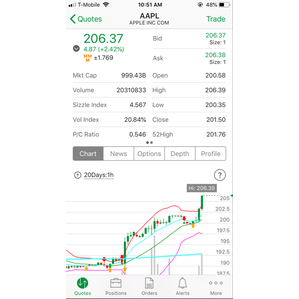 T-Mobile 10:51 AM 48%
Quotes AAPL Trade
APPLE INC COM
206.37 Bid 206.37
4.87 (+2.42%) Size: 1
MM ±1.769 Ask 206.38
Size: 1
Mkt Cap 999.43B Open 200.58
Volume 20310833 High 206.39
Sizzle Index 4.567 Low 200.35
Vol Index 20.84% Close 201.50
P/C Ratio 0.546 52High 201.76
Chart News Options Depth Profile
20Days:1h ?
Hi: 206.39
205
202.5
200
197.5
195
192.5
190
187.5
Quotes Positions Orders Alerts More